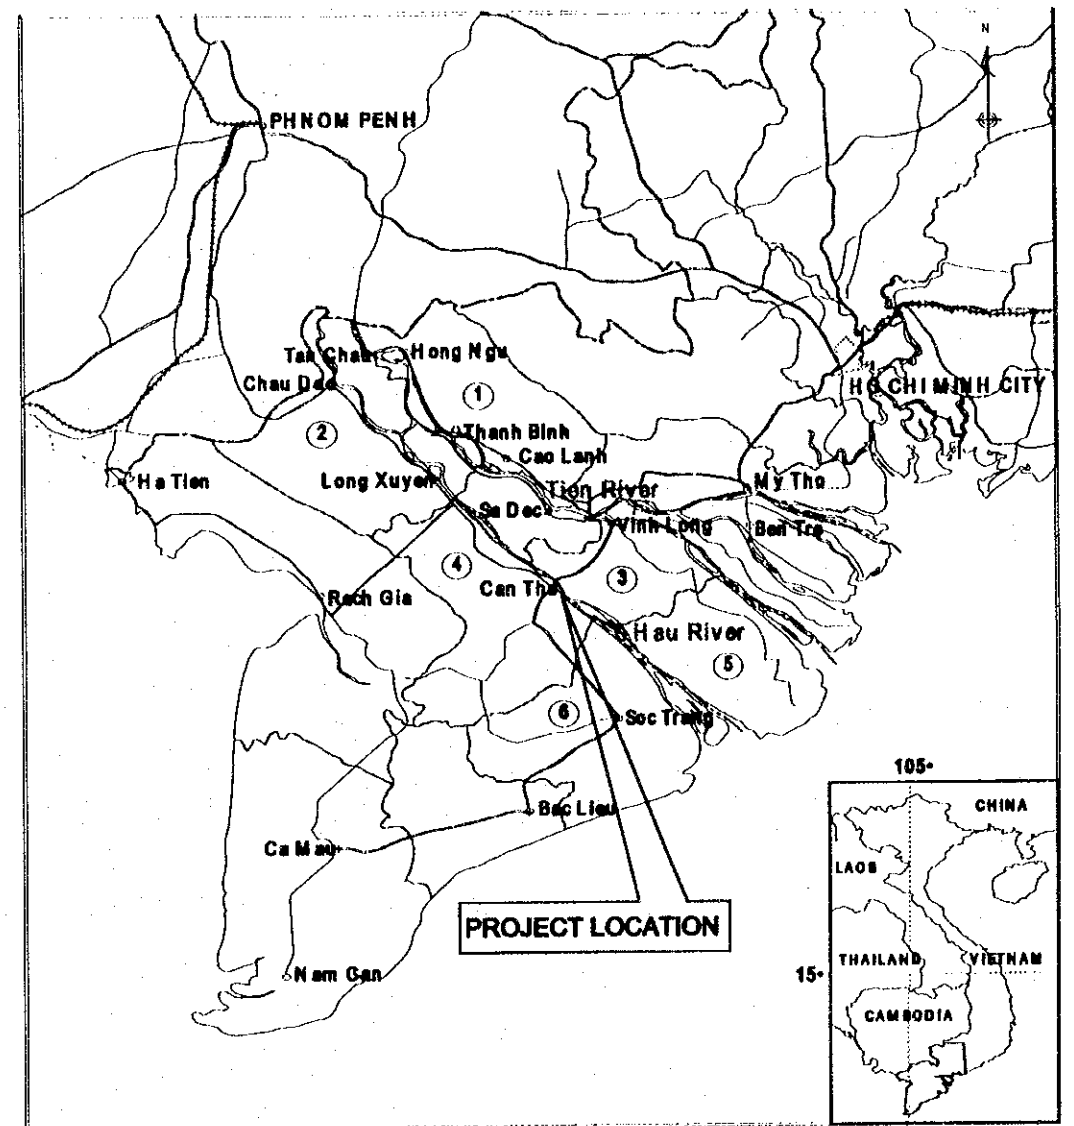 N
PHNOM PENH
Tan Chau
Hong Ngu
Chau Doc
HO CHI MINH CITY
1
2
Thanh Binh
Cao Lanh
Ha Tien
Long Xuyen
Tien River
My Tho
Sa Dec
Vinh Long
Ben Tre
4
3
Can Tho
Rach Gia
Hau River
5
6
Soc Trang
105°
Bac Lieu
CHINA
Ca Mau
LAOS
PROJECT LOCATION
THAILAND
VIETNAM
15°
Nam Can
CAMBODIA